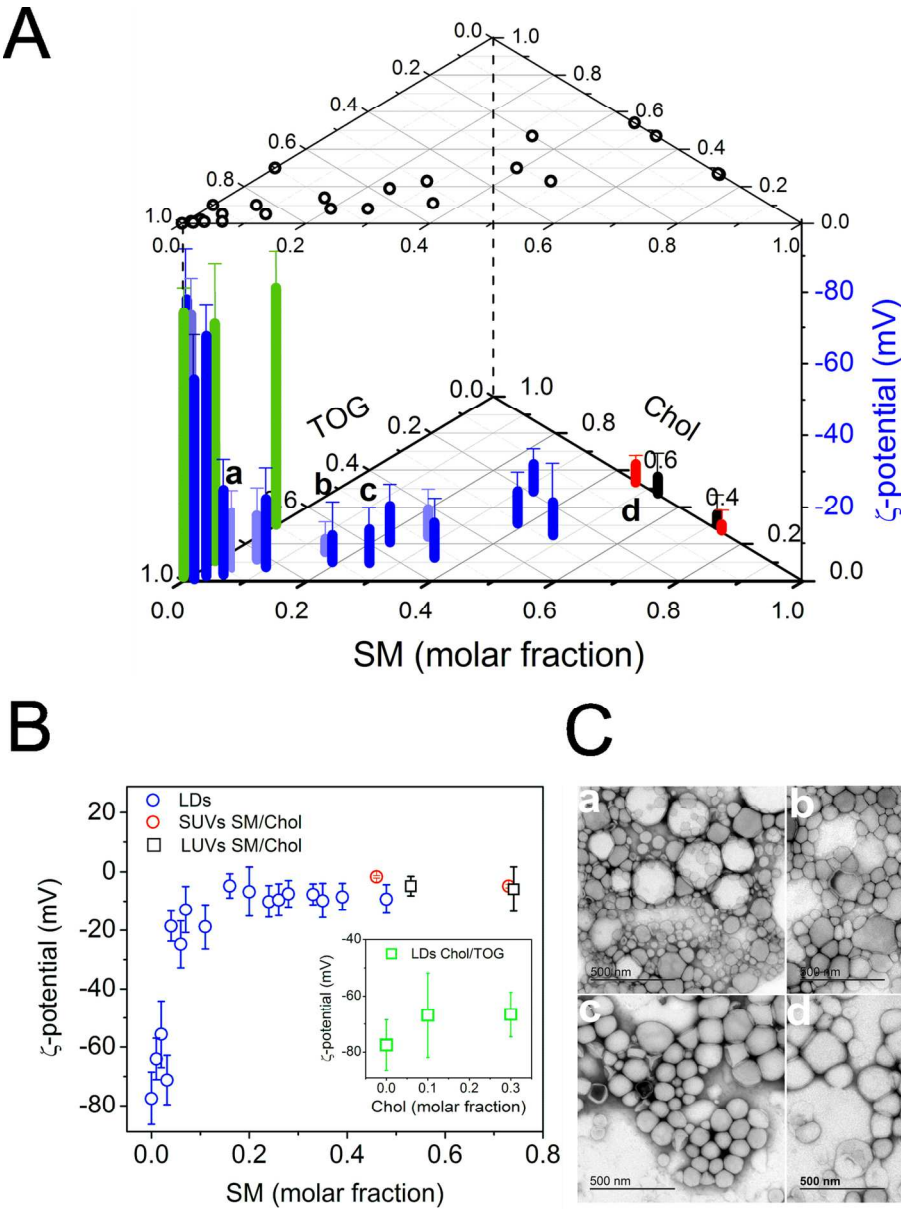 A
0.0 1.0
0.2 0.8
0.4 0.6
0.6 0.4
0.8 0.2
1.0 0.0
0.0 0.2 0.4 0.6 0.8 1.0
-80
-60
-40
-20
0.0
ζ-potential (mV)
0.0 1.0
TOG Chol
0.2 0.8
0.4 0.6
a b c d
0.6 0.4
0.2
1.0
0.0 0.2 0.4 0.6 0.8 1.0
SM (molar fraction)
B
20
0
-20
-40
-60
-80
ζ-potential (mV)
LDs
SUVs SM/Chol
LUVs SM/Chol
-40
-60
-80
ζ-potential (mV)
LDs Chol/TOG
0.0 0.1 0.2 0.3
Chol (molar fraction)
0.0 0.2 0.4 0.6 0.8
SM (molar fraction)
C
a b
500 nm 500 nm
c d
500 nm 500 nm